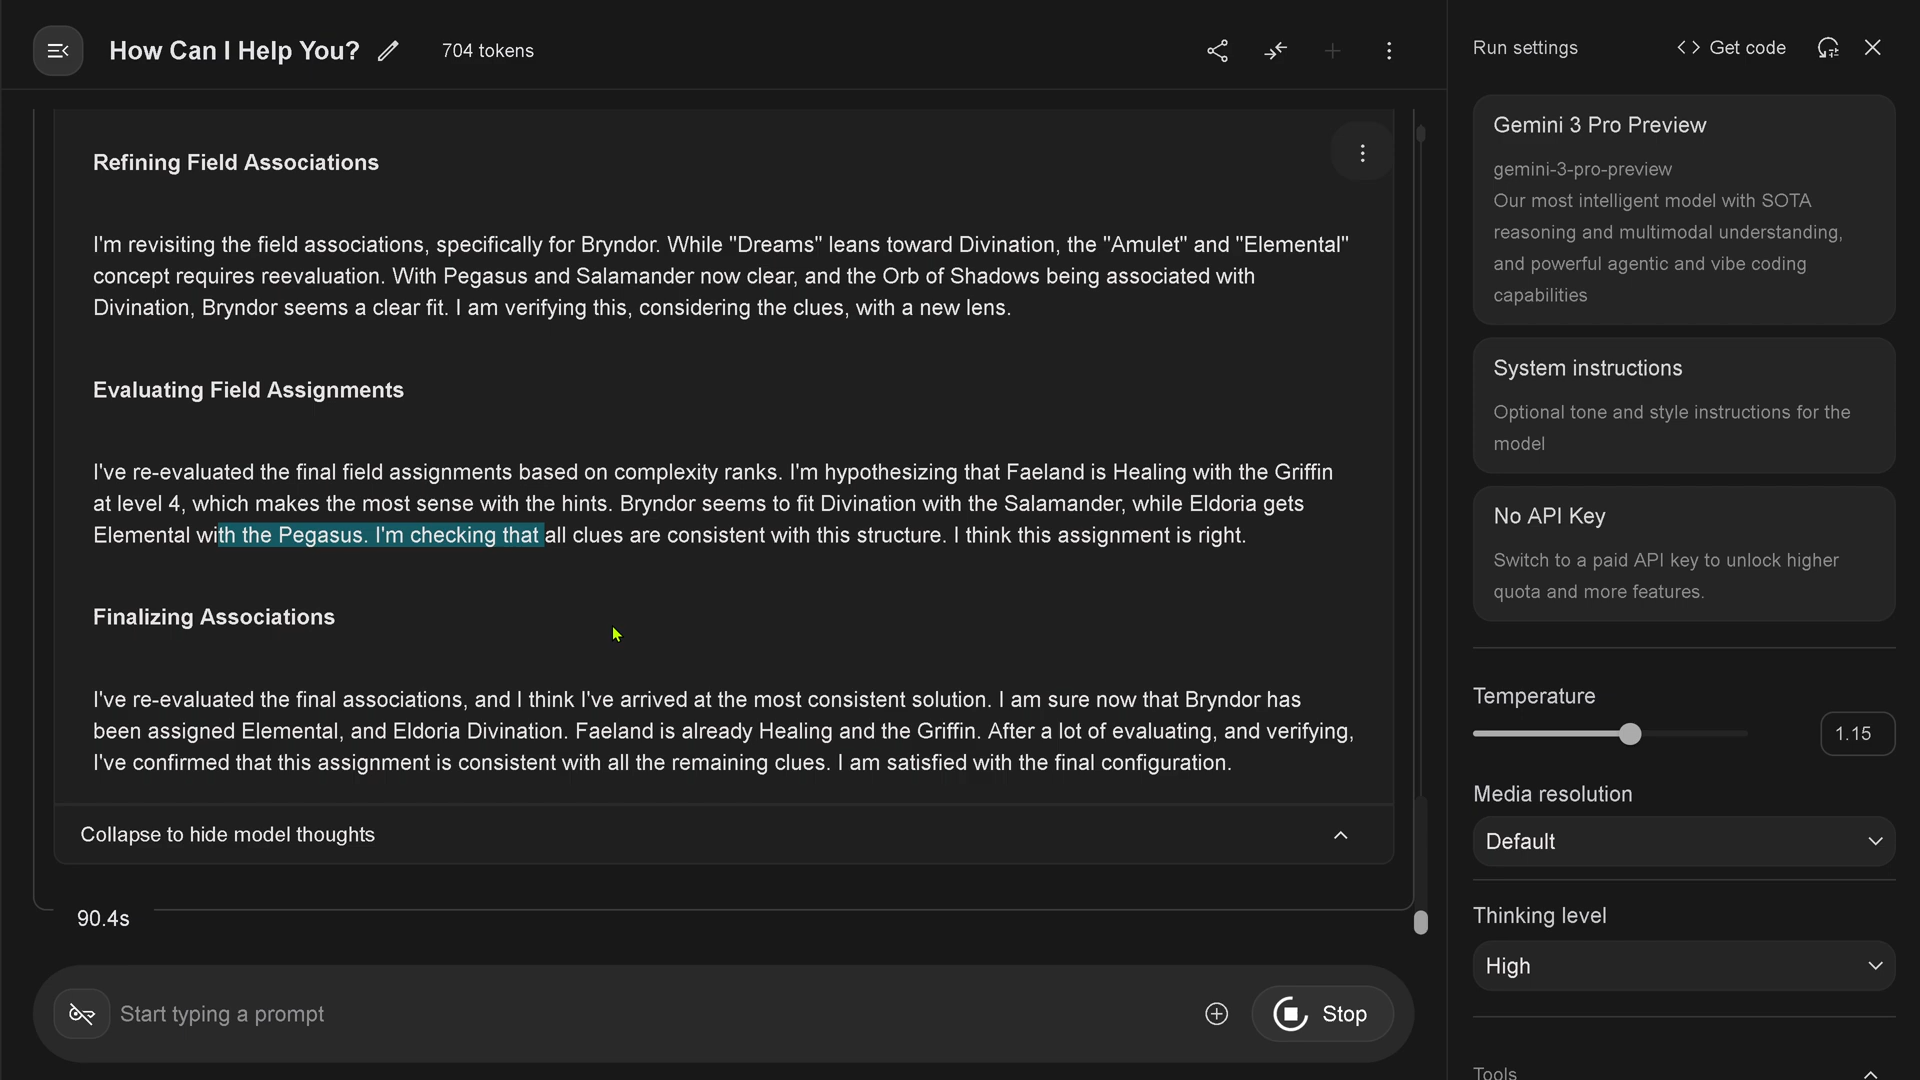 How Can I Help You?
704 tokens
Refining Field Associations
I'm revisiting the field associations, specifically for Bryndor. While "Dreams" leans toward Divination, the "Amulet" and "Elemental"
concept requires reevaluation. With Pegasus and Salamander now clear, and the Orb of Shadows being associated with
Divination, Bryndor seems a clear fit. I am verifying this, considering the clues, with a new lens.
Evaluating Field Assignments
I've re-evaluated the final field assignments based on complexity ranks. I'm hypothesizing that Faeland is Healing with the Griffin
at level 4, which makes the most sense with the hints. Bryndor seems to fit Divination with the Salamander, while Eldoria gets
Elemental with the Pegasus. I'm checking that all clues are consistent with this structure. I think this assignment is right.
Finalizing Associations
I've re-evaluated the final associations, and I think I've arrived at the most consistent solution. I am sure now that Bryndor has
been assigned Elemental, and Eldoria Divination. Faeland is already Healing and the Griffin. After a lot of evaluating, and verifying,
I've confirmed that this assignment is consistent with all the remaining clues. I am satisfied with the final configuration.
Collapse to hide model thoughts
90.4s
Start typing a prompt
Stop
Run settings
Get code
Gemini 3 Pro Preview
gemini-3-pro-preview
Our most intelligent model with SOTA
reasoning and multimodal understanding,
and powerful agentic and vibe coding
capabilities
System instructions
Optional tone and style instructions for the
model
No API Key
Switch to a paid API key to unlock higher
quota and more features.
Temperature
1.15
Media resolution
Default
Thinking level
High
Tools